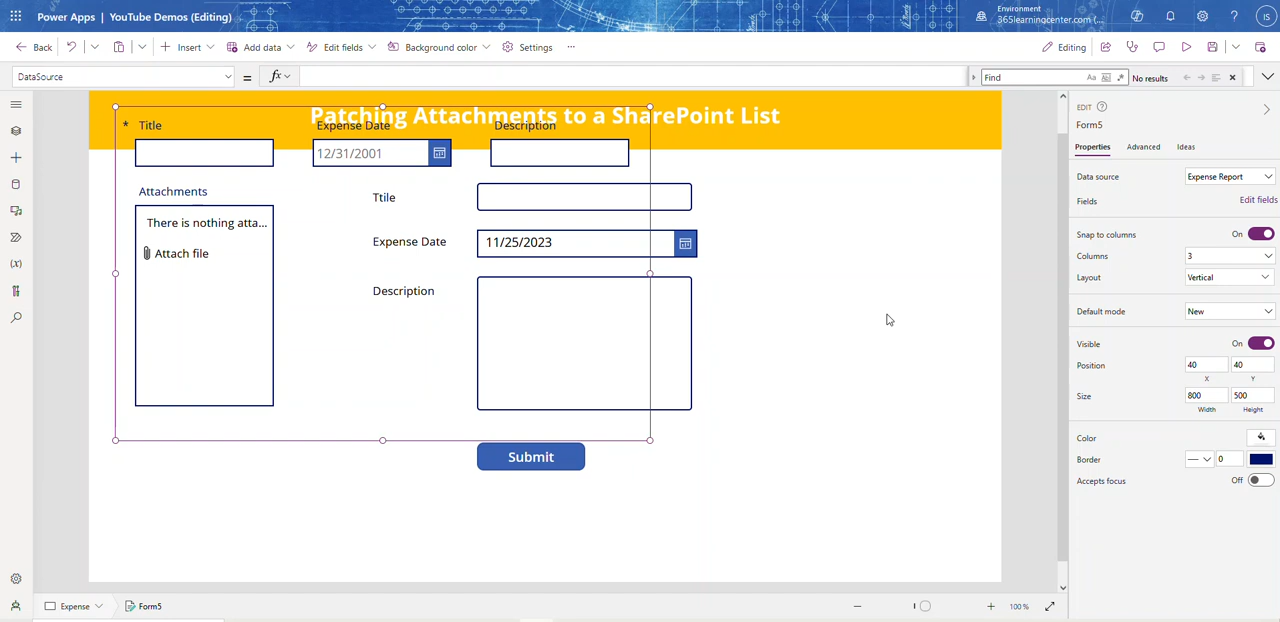 Power Apps | YouTube Demos (Editing)
Environment
365learningcenter.com (...
IS
Back
Insert
Add data
Edit fields
Background color
Settings
...
Editing
DataSource
=
fx
Find
Aa
No results
Patching Attachments to a SharePoint List
* Title
Expense Date
Description
12/31/2001
Attachments
There is nothing atta...
Attach file
Ttile
Expense Date
11/25/2023
Description
Submit
EDIT
Form5
Properties
Advanced
Ideas
Data source
Expense Report
Fields
Edit fields
Snap to columns
On
Columns
3
Layout
Vertical
Default mode
New
Visible
On
Position
40
40
X
Y
Size
800
500
Width
Height
Color
Border
0
Accepts focus
Off
Expense
Form5
100 %